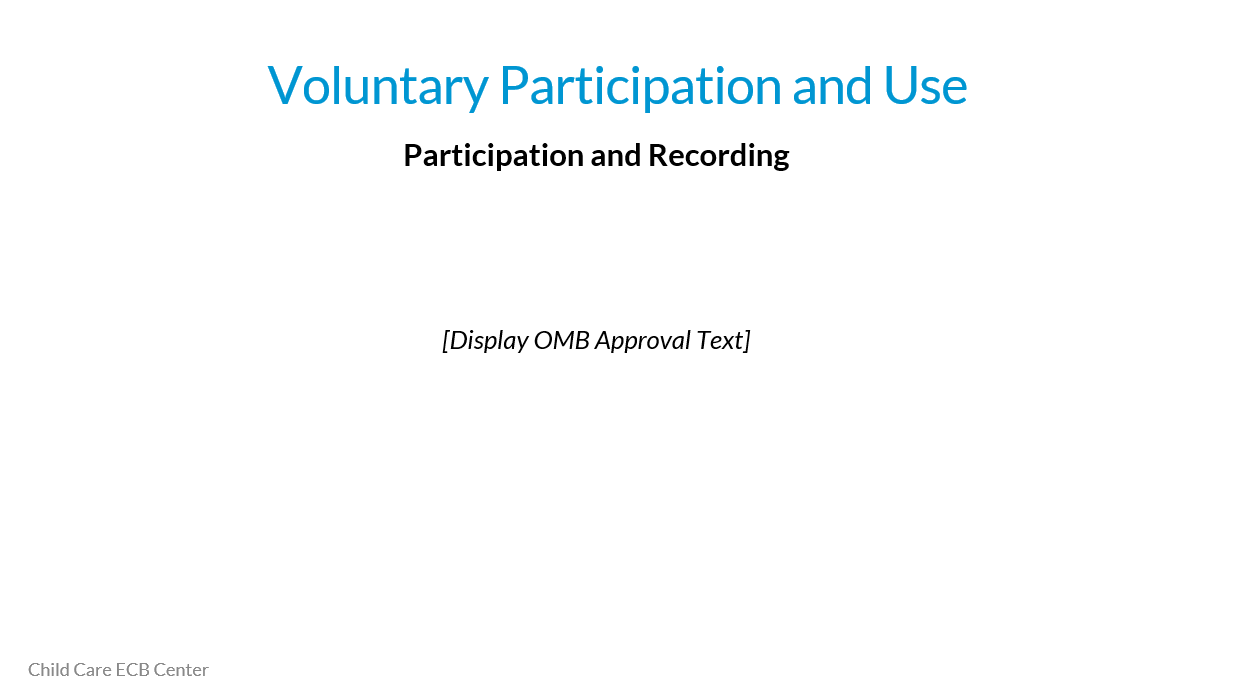 Voluntary Participation and Use
Participation and Recording
[Display OMB Approval Text]
Child Care ECB Center